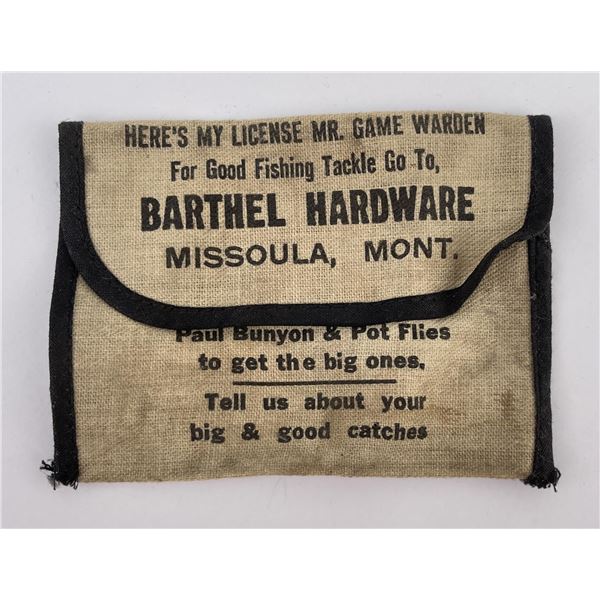 HERE'S MY LICENSE MR. GAME WARDEN
For Good Fishing Tackle Go To,
BARTHEL HARDWARE
MISSOULA, MONT.
Paul Bunyon & Pot Flies
to get the big ones.
Tell us about your
big & good catches